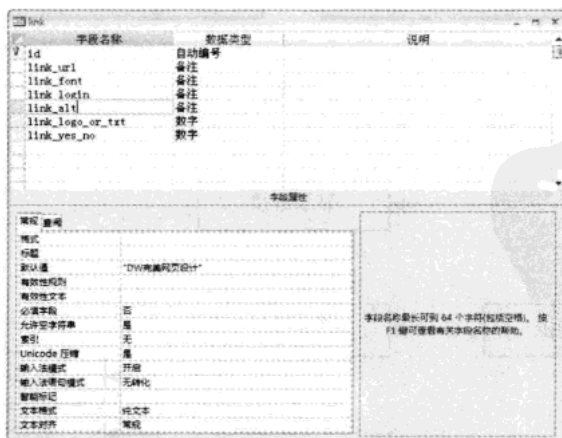 link
字段名称 数据类型 说明
id 自动编号
link_url 备注
link_font 备注
link_login 备注
link_alt 备注
link_logo_or_txt 数字
link_yes_no 数字
字段属性
常规 查阅
格式
标题
默认值 "DW完美网页设计"
有效性规则
有效性文本
必填字段 否
允许空字符串 是
索引 无
Unicode 压缩 是
输入法模式 开启
输入法语句模式 无转化
智能标记
文本格式 纯文本
文本对齐 常规
字段名称最长可到 64 个字符(包括空格)。 按
F1 键可查看有关字段名称的帮助。